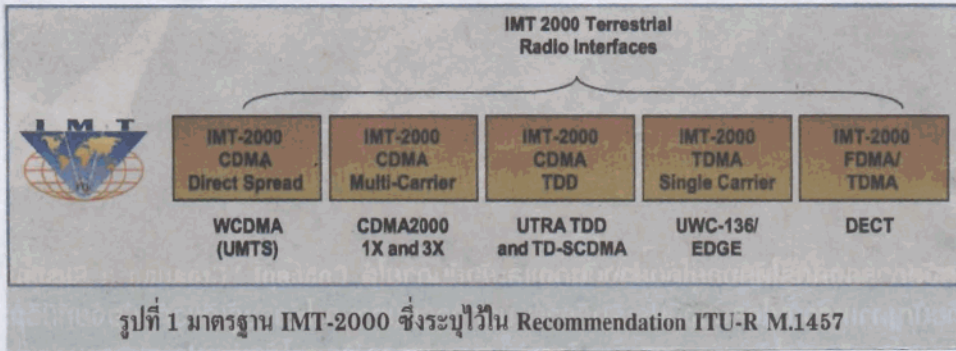 IMT 2000 Terrestrial
Radio Interfaces
IMT
IMT-2000
CDMA
Direct Spread
IMT-2000
CDMA
Multi-Carrier
IMT-2000
CDMA
TDD
IMT-2000
TDMA
Single Carrier
IMT-2000
FDMA/
TDMA
WCDMA
(UMTS)
CDMA2000
1X and 3X
UTRA TDD
and TD-SCDMA
UWC-136/
EDGE
DECT
รูปที่ 1 มาตรฐาน IMT-2000 ซึ่งระบุไว้ใน Recommendation ITU-R M.1457